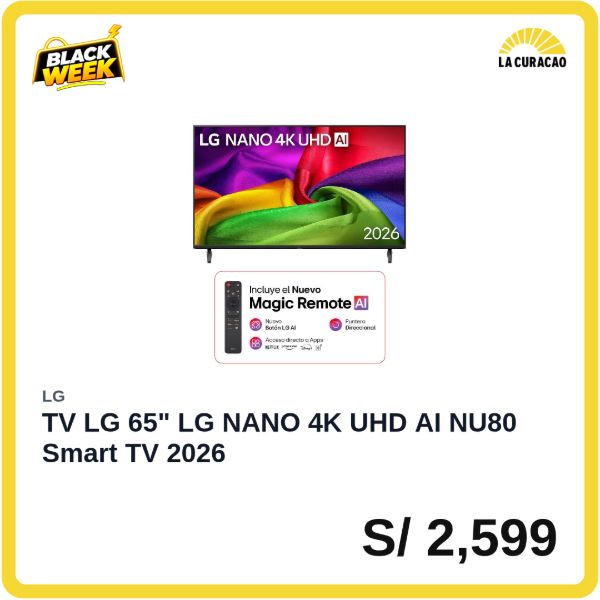 BLACK
WEEK
LA CURACAO
LG NANO 4K UHD AI
2026
Incluye el Nuevo
Magic Remote AI
Nuevo
Botón LG AI
Puntero
Direccional
Acceso directo a Apps
NETFLIX
LG
TV LG 65" LG NANO 4K UHD AI NU80
Smart TV 2026
S/ 2,599